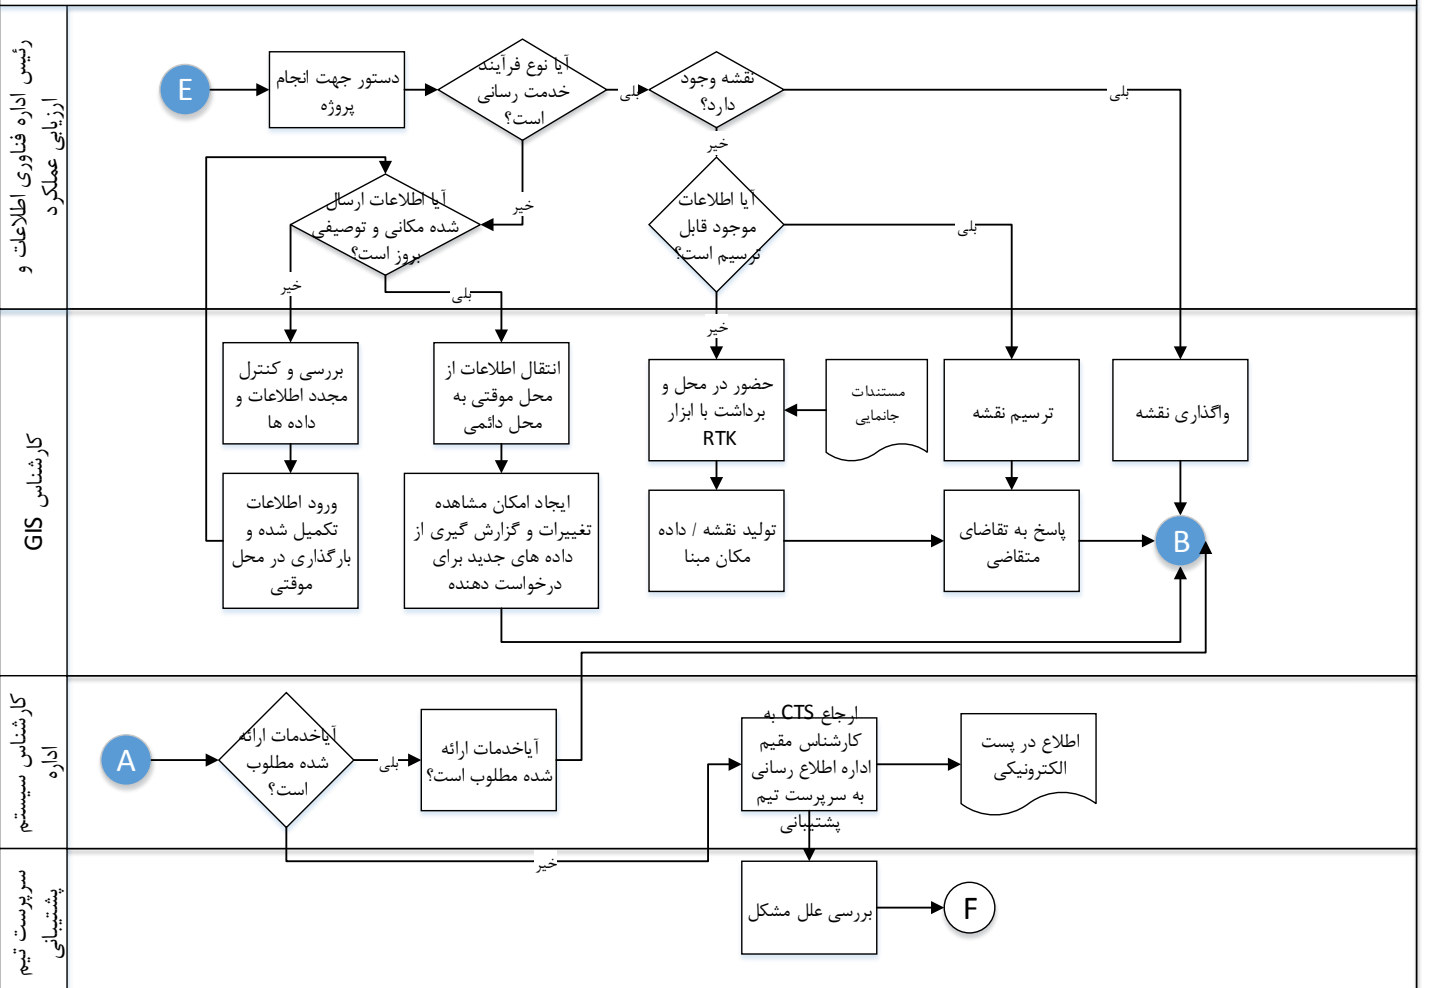 رئیس اداره فناوری اطلاعات و
ارزیابی عملکرد
E
دستور جهت انجام
پروژه
آیا نوع فرآیند
خدمت رسانی
است؟
بلی
نقشه وجود
دارد؟
بلی
خیر
خیر
آیا اطلاعات ارسال
شده مکانی و توصیفی
بروز است؟
آیا اطلاعات
موجود قابل
ترسیم است؟
بلی
خیر
بلی
خیر
کارشناس GIS
بررسی و کنترل
مجدد اطلاعات و
داده ها
انتقال اطلاعات از
محل موقتی به
محل دائمی
حضور در محل و
برداشت با ابزار
RTK
مستندات
جانمایی
ترسیم نقشه
واگذاری نقشه
ورود اطلاعات
تکمیل شده و
بارگذاری در محل
موقتی
ایجاد امکان مشاهده
تغییرات و گزارش گیری از
داده های جدید برای
درخواست دهنده
تولید نقشه / داده
مکان مبنا
پاسخ به تقاضای
متقاضی
B
کارشناس سیستم
اداره
A
آیاخدمات ارائه
شده مطلوب
است؟
بلی
آیاخدمات ارائه
شده مطلوب است؟
ارجاع CTS به
کارشناس مقیم
اداره اطلاع رسانی
به سرپرست تیم
پشتیبانی
اطلاع در پست
الکترونیکی
خیر
سرپرست تیم
پشتیبانی
بررسی علل مشکل
F